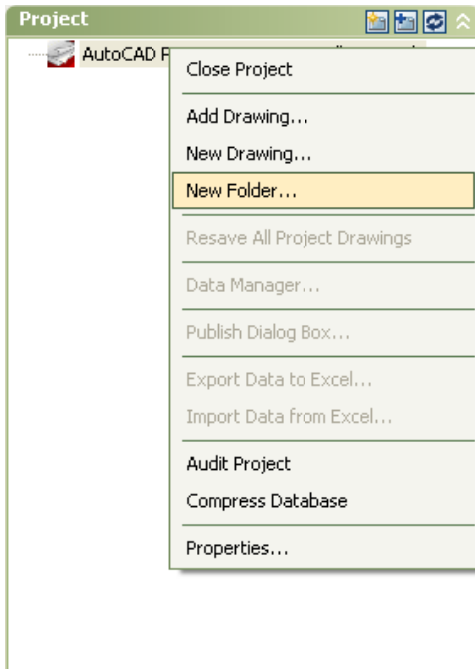 Project
AutoCAD P
Close Project
Add Drawing...
New Drawing...
New Folder...
Resave All Project Drawings
Data Manager...
Publish Dialog Box...
Export Data to Excel...
Import Data from Excel...
Audit Project
Compress Database
Properties...